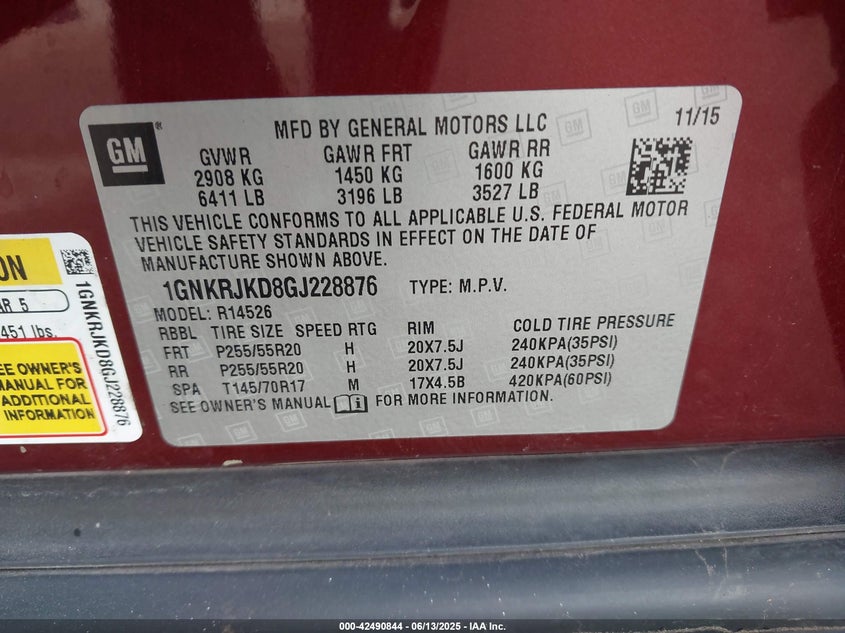 GM
®
MFD BY GENERAL MOTORS LLC
11/15
GVWR GAWR FRT GAWR RR
2908 KG 1450 KG 1600 KG
6411 LB 3196 LB 3527 LB
THIS VEHICLE CONFORMS TO ALL APPLICABLE U.S. FEDERAL MOTOR
VEHICLE SAFETY STANDARDS IN EFFECT ON THE DATE OF
MANUFACTURE SHOWN ABOVE.
1GNKRJKD8GJ228876 TYPE: M.P.V.
MODEL: R14526
RBBL TIRE SIZE SPEED RTG RIM COLD TIRE PRESSURE
FRT P255/55R20 H 20X7.5J 240KPA(35PSI)
RR P255/55R20 H 20X7.5J 240KPA(35PSI)
SPA T145/70R17 M 17X4.5B 420KPA(60PSI)
SEE OWNER'S MANUAL FOR MORE INFORMATION.
ON
AR 5
451 lbs.
SEE OWNER'S
MANUAL FOR
ADDITIONAL
INFORMATION
1GNKRJKD8GJ228876
000-42490844 - 06/13/2025 - IAA Inc.